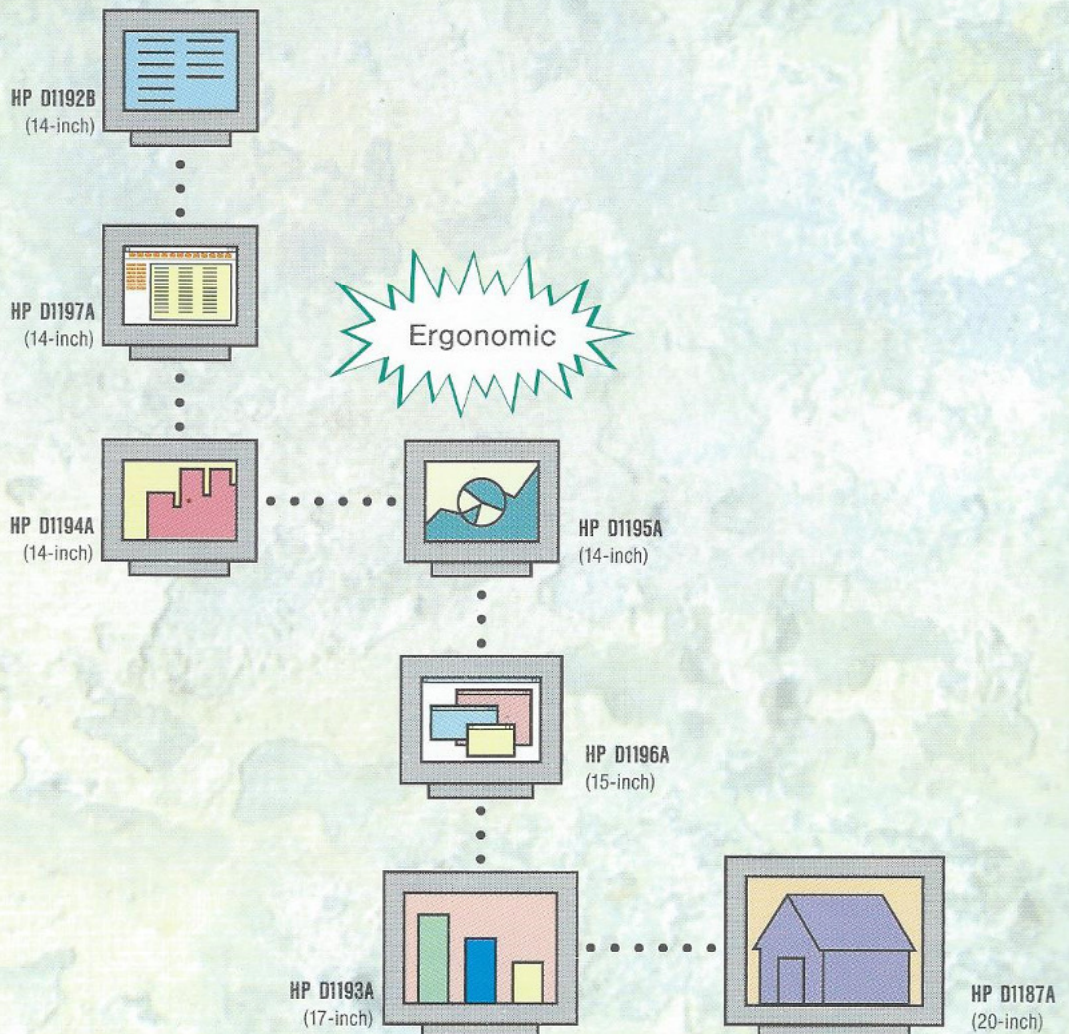 HP D1192B
(14-inch)
HP D1197A
(14-inch)
Ergonomic
HP D1194A
(14-inch)
HP D1195A
(14-inch)
HP D1196A
(15-inch)
HP D1193A
(17-inch)
HP D1187A
(20-inch)